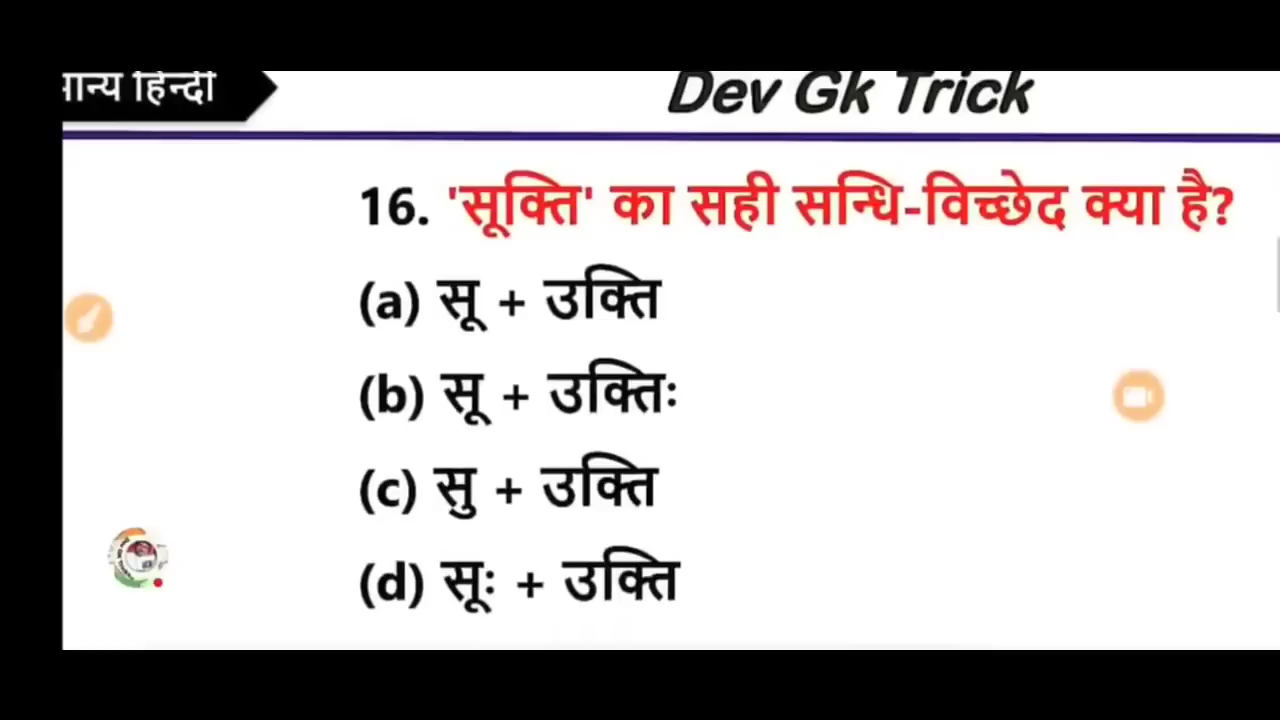 मान्य हिन्दी
Dev Gk Trick
16. 'सूक्ति' का सही सन्धि-विच्छेद क्या है?
(a) सू + उक्ति
(b) सू + उक्तिः
(c) सु + उक्ति
(d) सूः + उक्ति